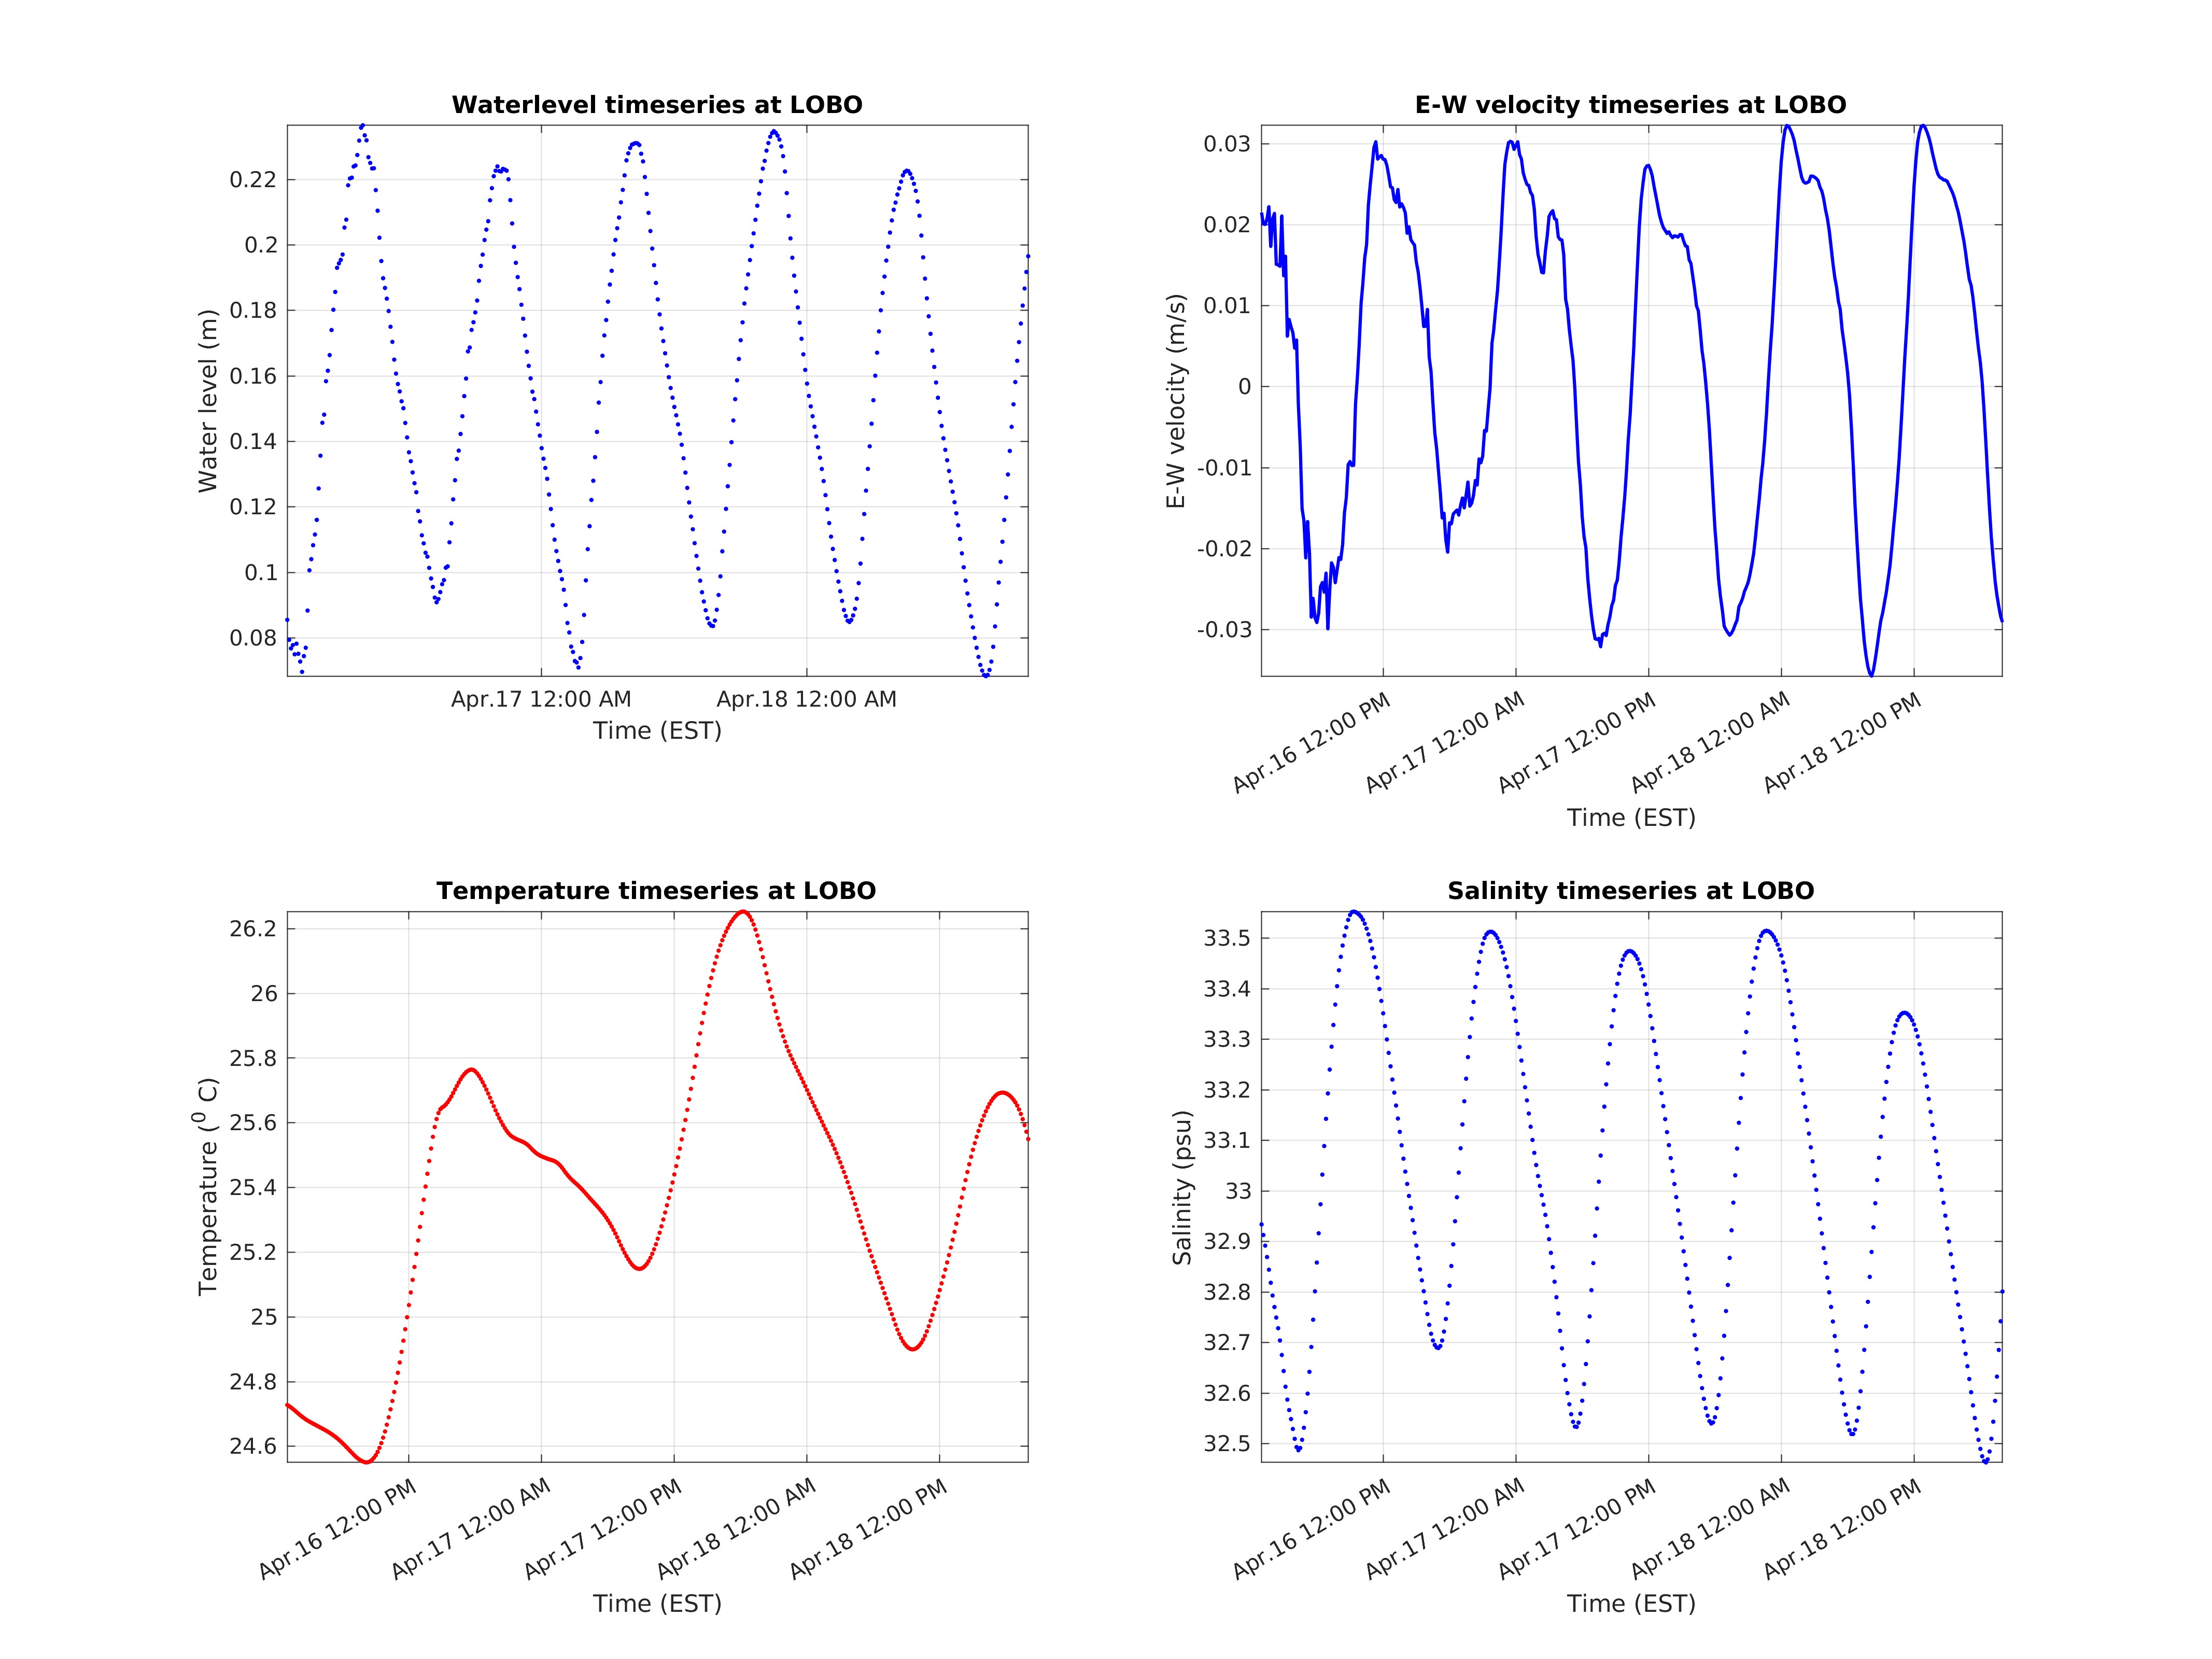 Waterlevel timeseries at LOBO
0.22
0.2
0.18
0.16
0.14
0.12
0.1
0.08
Water level (m)
Apr.17 12:00 AM
Apr.18 12:00 AM
Time (EST)
E-W velocity timeseries at LOBO
0.03
0.02
0.01
0
-0.01
-0.02
-0.03
E-W velocity (m/s)
Apr.16 12:00 PM
Apr.17 12:00 AM
Apr.17 12:00 PM
Apr.18 12:00 AM
Apr.18 12:00 PM
Time (EST)
Temperature timeseries at LOBO
26.2
26
25.8
25.6
25.4
25.2
25
24.8
24.6
Temperature (⁰ C)
Apr.16 12:00 PM
Apr.17 12:00 AM
Apr.17 12:00 PM
Apr.18 12:00 AM
Apr.18 12:00 PM
Time (EST)
Salinity timeseries at LOBO
33.5
33.4
33.3
33.2
33.1
33
32.9
32.8
32.7
32.6
32.5
Salinity (psu)
Apr.16 12:00 PM
Apr.17 12:00 AM
Apr.17 12:00 PM
Apr.18 12:00 AM
Apr.18 12:00 PM
Time (EST)